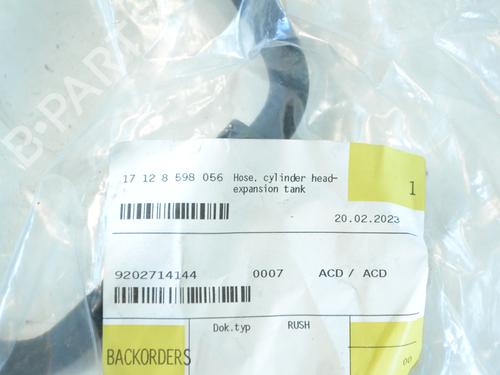 B-PARTS
17 12 8 598 056 Hose, cylinder head-
expansion tank
1
20.02.2023
9202714144 0007 ACD / ACD
Dok.typ RUSH
BACKORDERS
00